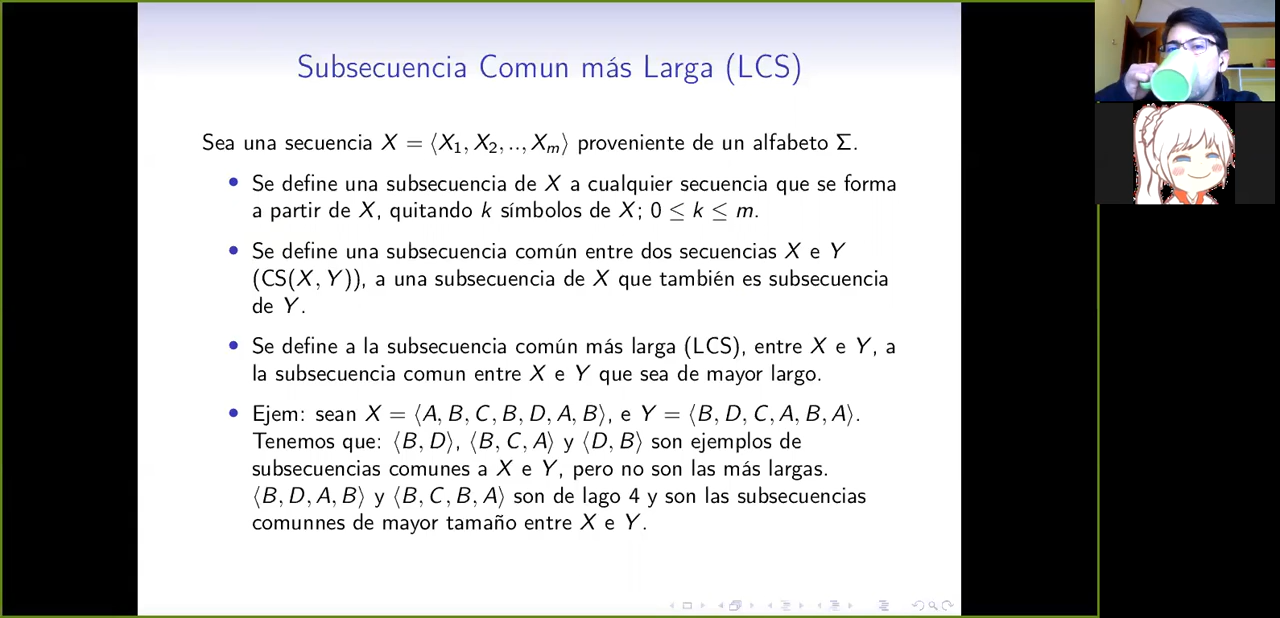 Subsecuencia Comun más Larga (LCS)
Sea una secuencia X = ⟨X₁, X₂, .., Xₘ⟩ proveniente de un alfabeto Σ.
• Se define una subsecuencia de X a cualquier secuencia que se forma
a partir de X, quitando k símbolos de X; 0 ≤ k ≤ m.
• Se define una subsecuencia común entre dos secuencias X e Y
(CS(X, Y)), a una subsecuencia de X que también es subsecuencia
de Y.
• Se define a la subsecuencia común más larga (LCS), entre X e Y, a
la subsecuencia comun entre X e Y que sea de mayor largo.
• Ejem: sean X = ⟨A, B, C, B, D, A, B⟩, e Y = ⟨B, D, C, A, B, A⟩.
Tenemos que: ⟨B, D⟩, ⟨B, C, A⟩ y ⟨D, B⟩ son ejemplos de
subsecuencias comunes a X e Y, pero no son las más largas.
⟨B, D, A, B⟩ y ⟨B, C, B, A⟩ son de lago 4 y son las subsecuencias
comunnes de mayor tamaño entre X e Y.